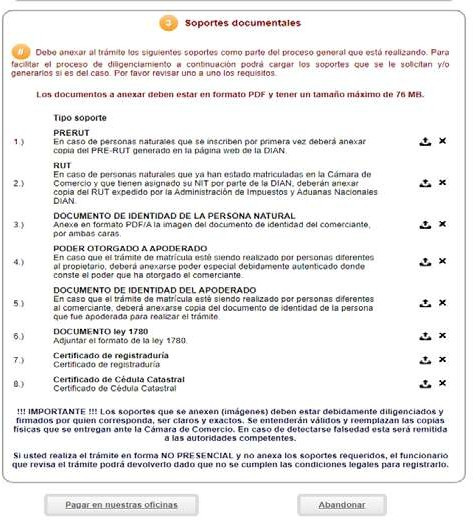 3 Soportes documentales
Debe anexar al trámite los siguientes soportes como parte del proceso general que está realizando. Para
facilitar el proceso de diligenciamiento a continuación podrá cargar los soportes que se le solicitan y/o
generarlos si es del caso. Por favor revisar uno a uno los requisitos.
Los documentos a anexar deben estar en formato PDF y tener un tamaño máximo de 76 MB.
Tipo soporte
PRERUT
1.) En caso de personas naturales que se inscriben por primera vez deberá anexar
copia del PRE-RUT generado en la página web de la DIAN.
RUT
En caso de personas naturales que ya han estado matriculadas en la Cámara de
2.) Comercio y que tienen asignado su NIT por parte de la DIAN, deberán anexar
copia del RUT expedido por la Administración de Impuestos y Aduanas Nacionales
DIAN.
DOCUMENTO DE IDENTIDAD DE LA PERSONA NATURAL
3.) Anexe en formato PDF/A la imagen del documento de identidad del comerciante,
por ambas caras.
PODER OTORGADO A APODERADO
4.) En caso que el trámite de matrícula esté siendo realizado por personas diferentes
al propietario, deberá anexarse poder especial debidamente autenticado donde
conste el poder que ha otorgado el comerciante.
DOCUMENTO DE IDENTIDAD DEL APODERADO
5.) En caso que el trámite de matrícula esté siendo realizado por personas diferentes
al comerciante, deberá anexarse copia del documento de identidad de la persona
que fue apoderada para realizar el trámite.
6.) DOCUMENTO ley 1780
Adjuntar el formato de la ley 1780.
7.) Certificado de registraduría
Certificado de registraduría
8.) Certificado de Cédula Catastral
Certificado de Cédula Catastral
!!! IMPORTANTE !!! Los soportes que se anexen (imágenes) deben estar debidamente diligenciados y
firmados por quien corresponda, ser claros y exactos. Se entenderán válidos y reemplazan las copias
físicas que se entregan ante la Cámara de Comercio. En caso de detectarse falsedad esta será remitida
a las autoridades competentes.
Si usted realiza el trámite en forma NO PRESENCIAL y no anexa los soportes requeridos, el funcionario
que revisa el trámite podrá devolverlo dado que no se cumplen las condiciones legales para registrarlo.
Pagar en nuestras oficinas Abandonar